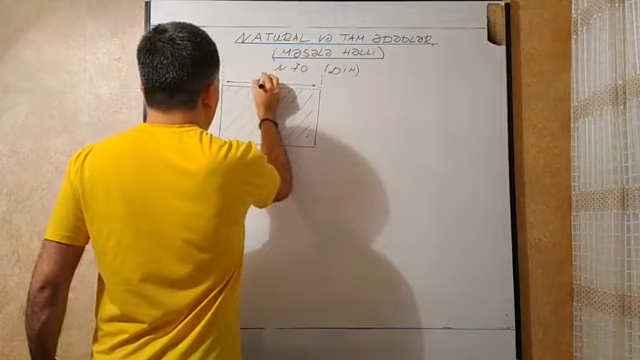 NATURAL Və TAM ƏDƏDLƏR
(MəSəLə HəLLİ)
N 70 (DİM)